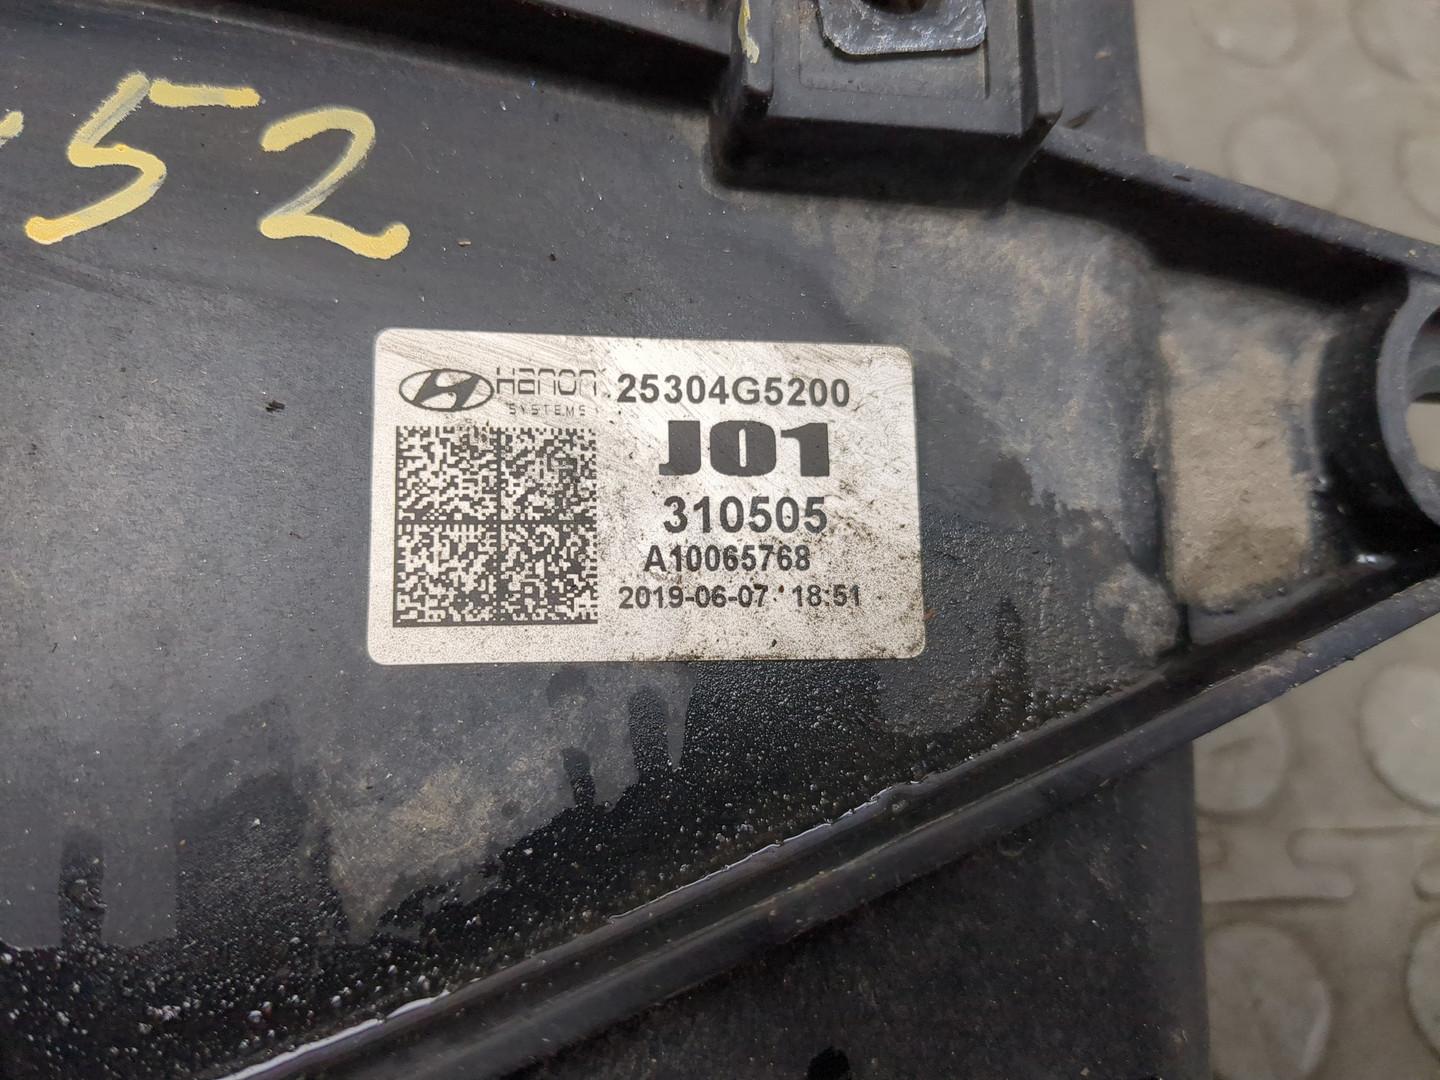 52
Hanon 25304G5200
SYSTEMS
J01
310505
A10065768
2019-06-07 18:51